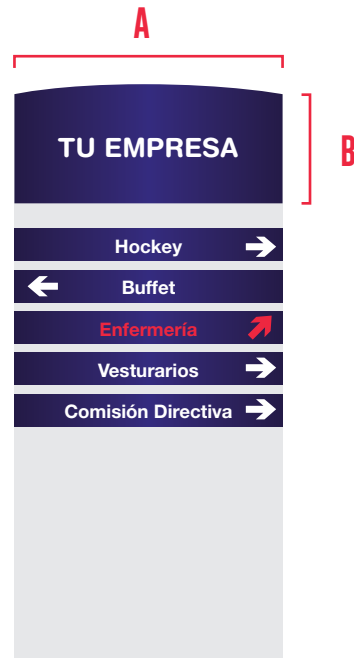 A
B
TU EMPRESA
Hockey
Buffet
Enfermería
Vesturarios
Comisión Directiva